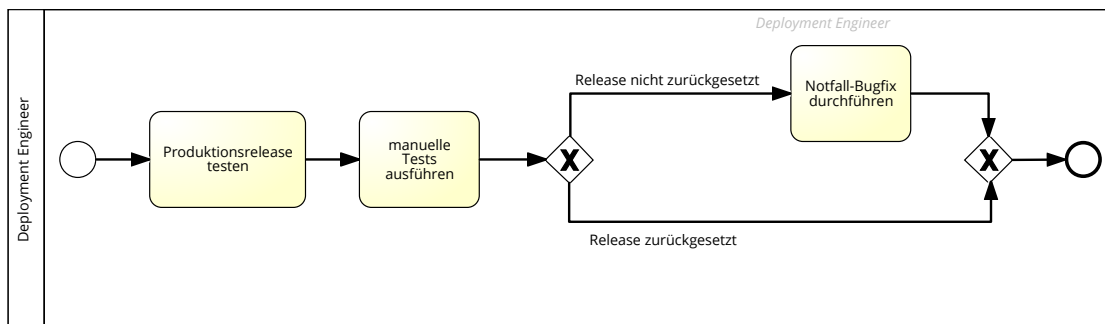 Deployment Engineer
Deployment Engineer
Produktionsrelease
testen
manuelle
Tests
ausführen
Release nicht zurückgesetzt
Notfall-Bugfix
durchführen
X
X
Release zurückgesetzt